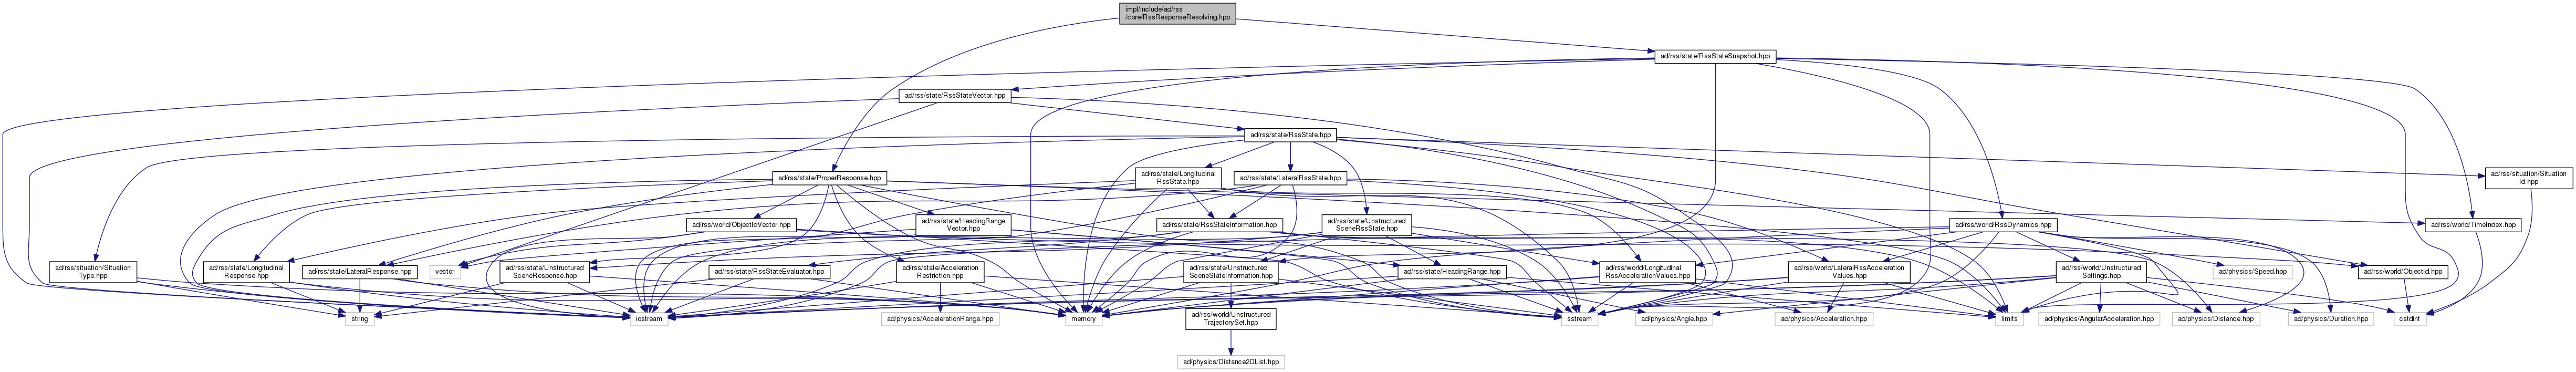 impl/include/ad/rss
/core/RssResponseResolving.hpp
ad/rss/state/RssStateSnapshot.hpp
ad/rss/state/RssStateVector.hpp
ad/rss/state/RssState.hpp
ad/rss/state/ProperResponse.hpp
ad/rss/state/Longitudinal
RssState.hpp
ad/rss/state/LateralRssState.hpp
ad/rss/situation/Situation
Id.hpp
ad/rss/world/ObjectIdVector.hpp
ad/rss/state/HeadingRange
Vector.hpp
ad/rss/state/RssStateInformation.hpp
ad/rss/state/Unstructured
SceneRssState.hpp
ad/rss/world/RssDynamics.hpp
ad/rss/world/TimeIndex.hpp
ad/rss/situation/Situation
Type.hpp
ad/rss/state/Longitudinal
Response.hpp
ad/rss/state/LateralResponse.hpp
vector
ad/rss/state/Unstructured
SceneResponse.hpp
ad/rss/state/RssStateEvaluator.hpp
ad/rss/state/Acceleration
Restriction.hpp
ad/rss/state/Unstructured
SceneStateInformation.hpp
ad/rss/state/HeadingRange.hpp
ad/rss/world/Longitudinal
RssAccelerationValues.hpp
ad/rss/world/LateralRssAcceleration
Values.hpp
ad/rss/world/Unstructured
Settings.hpp
ad/physics/Speed.hpp
ad/rss/world/ObjectId.hpp
string
iostream
ad/physics/AccelerationRange.hpp
memory
ad/rss/world/Unstructured
TrajectorySet.hpp
sstream
ad/physics/Angle.hpp
ad/physics/Acceleration.hpp
limits
ad/physics/AngularAcceleration.hpp
ad/physics/Distance.hpp
ad/physics/Duration.hpp
cstdint
ad/physics/Distance2DList.hpp